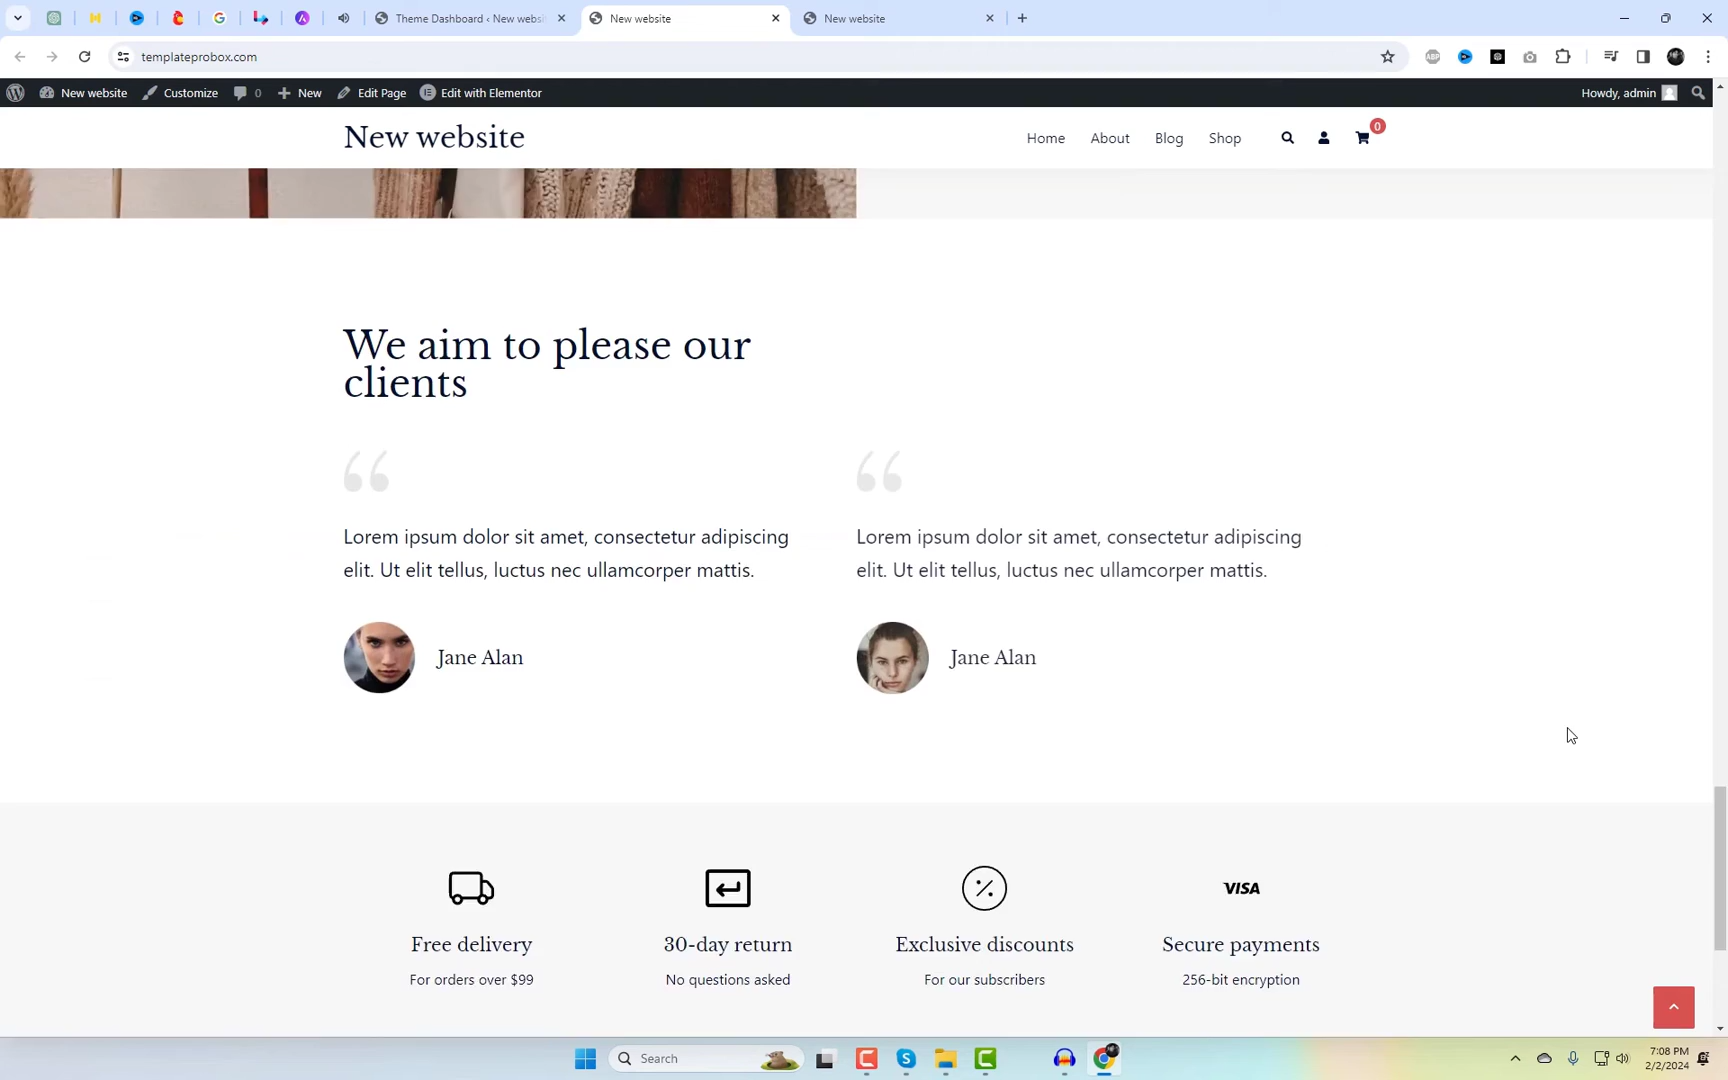 Theme Dashboard ‹ New websi
New website
New website
templateprobox.com
ABP
New website
Customize
0
New
Edit Page
Edit with Elementor
Howdy, admin
New website
Home
About
Blog
Shop
0
We aim to please our
clients
Lorem ipsum dolor sit amet, consectetur adipiscing
elit. Ut elit tellus, luctus nec ullamcorper mattis.
Jane Alan
Lorem ipsum dolor sit amet, consectetur adipiscing
elit. Ut elit tellus, luctus nec ullamcorper mattis.
Jane Alan
VISA
Free delivery
For orders over $99
30-day return
No questions asked
Exclusive discounts
For our subscribers
Secure payments
256-bit encryption
Search
7:08 PM
2/2/2024